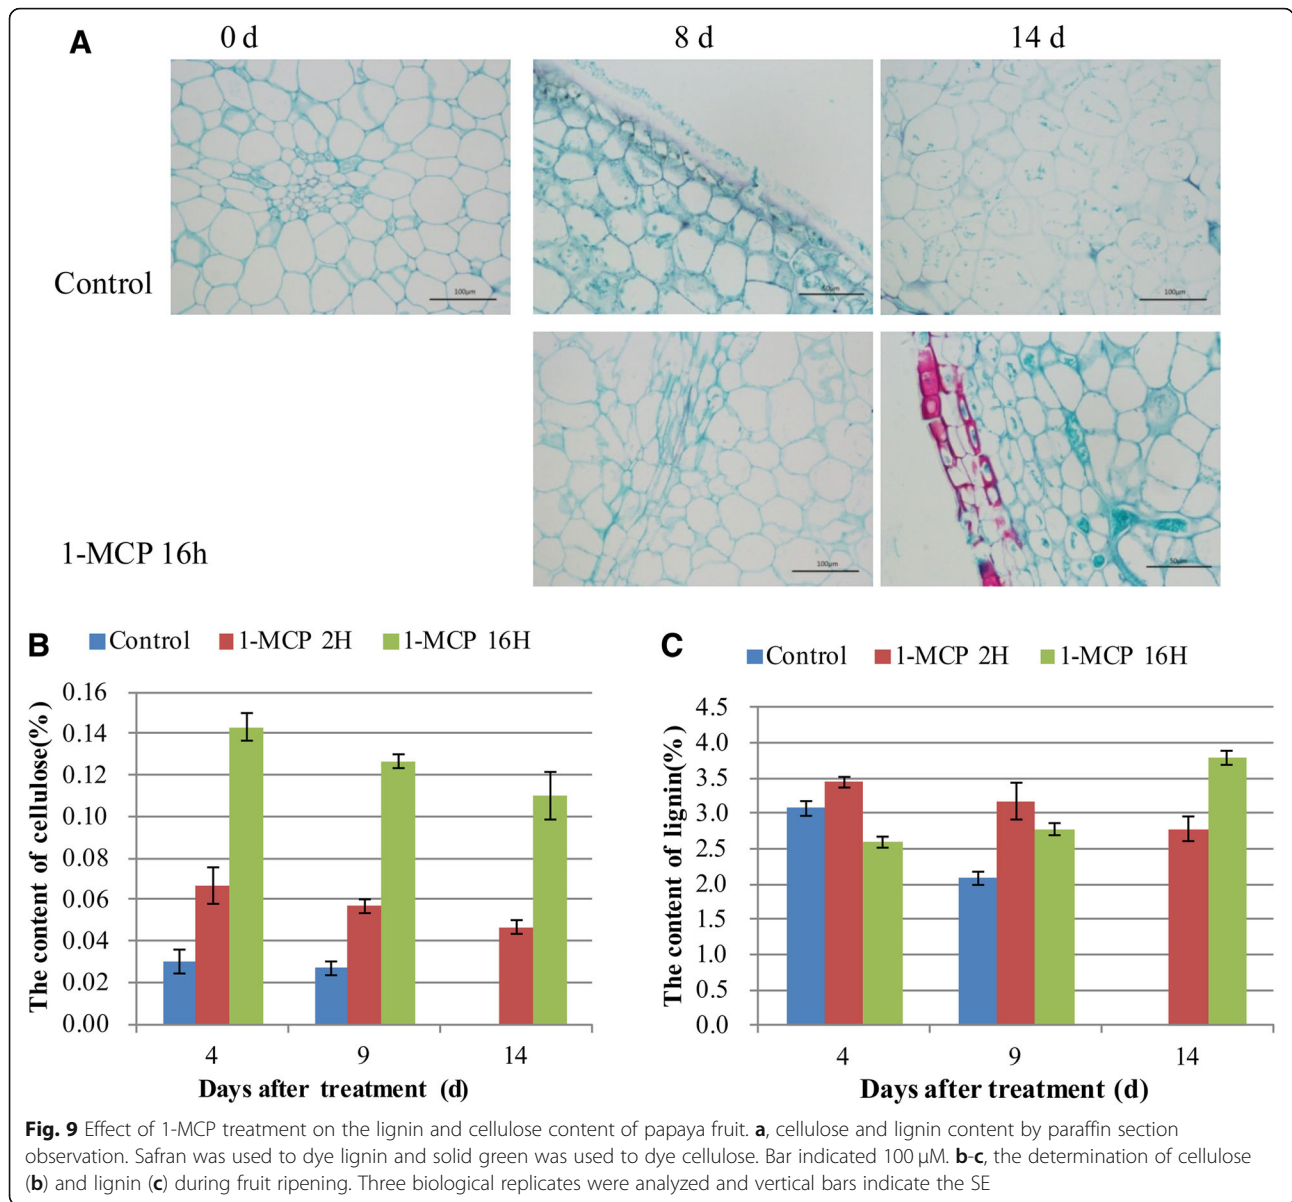 A
0 d
8 d
14 d
Control
100μm
50μm
100μm
1-MCP 16h
100μm
50μm
B
Control
1-MCP 2H
1-MCP 16H
The content of cellulose(%)
0.16
0.14
0.12
0.10
0.08
0.06
0.04
0.02
0.00
4
9
14
Days after treatment (d)
C
Control
1-MCP 2H
1-MCP 16H
The content of lignin(%)
4.5
4.0
3.5
3.0
2.5
2.0
1.5
1.0
0.5
0.0
4
9
14
Days after treatment (d)
Fig. 9 Effect of 1-MCP treatment on the lignin and cellulose content of papaya fruit. a, cellulose and lignin content by paraffin section
observation. Safran was used to dye lignin and solid green was used to dye cellulose. Bar indicated 100 μM. b-c, the determination of cellulose
(b) and lignin (c) during fruit ripening. Three biological replicates were analyzed and vertical bars indicate the SE